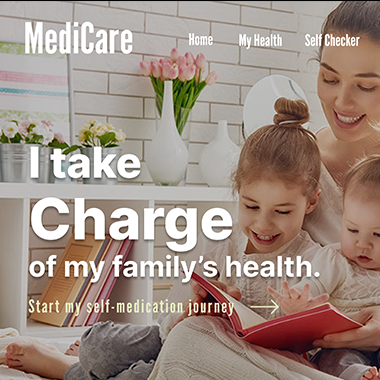 MediCare
Home My Health Self Checker
I take
Charge
of my family's health.
Start my self-medication journey